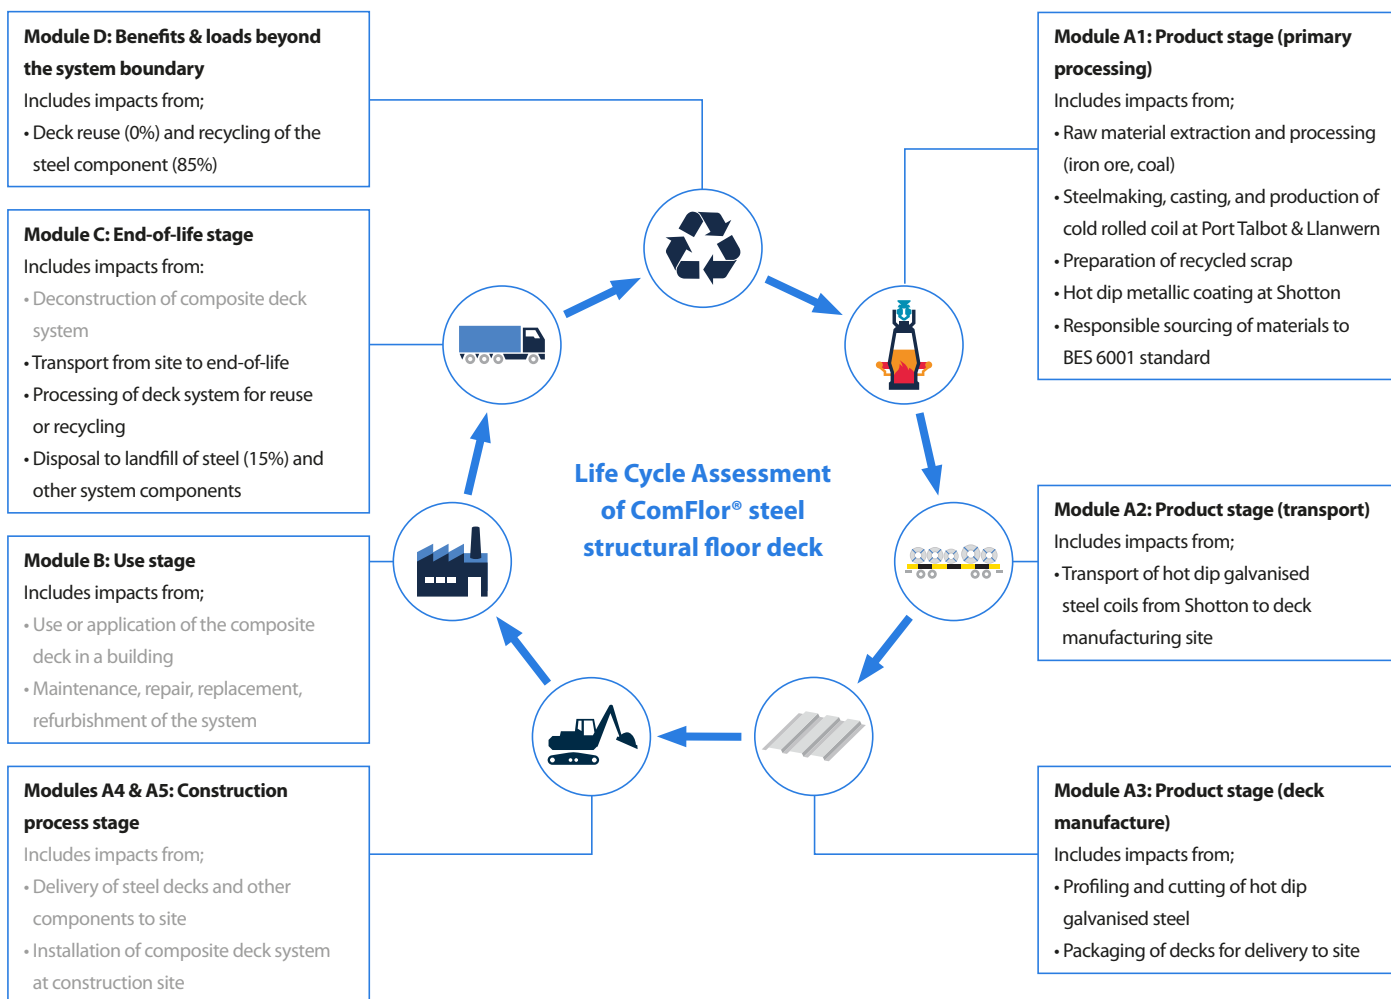 Module D: Benefits & loads beyond
the system boundary
Includes impacts from;
• Deck reuse (0%) and recycling of the
steel component (85%)
Module C: End-of-life stage
Includes impacts from:
• Deconstruction of composite deck
system
• Transport from site to end-of-life
• Processing of deck system for reuse
or recycling
• Disposal to landfill of steel (15%) and
other system components
Module B: Use stage
Includes impacts from;
• Use or application of the composite
deck in a building
• Maintenance, repair, replacement,
refurbishment of the system
Modules A4 & A5: Construction
process stage
Includes impacts from;
• Delivery of steel decks and other
components to site
• Installation of composite deck system
at construction site
Life Cycle Assessment
of ComFlor® steel
structural floor deck
Module A1: Product stage (primary
processing)
Includes impacts from;
• Raw material extraction and processing
(iron ore, coal)
• Steelmaking, casting, and production of
cold rolled coil at Port Talbot & Llanwern
• Preparation of recycled scrap
• Hot dip metallic coating at Shotton
• Responsible sourcing of materials to
BES 6001 standard
Module A2: Product stage (transport)
Includes impacts from;
• Transport of hot dip galvanised
steel coils from Shotton to deck
manufacturing site
Module A3: Product stage (deck
manufacture)
Includes impacts from;
• Profiling and cutting of hot dip
galvanised steel
• Packaging of decks for delivery to site